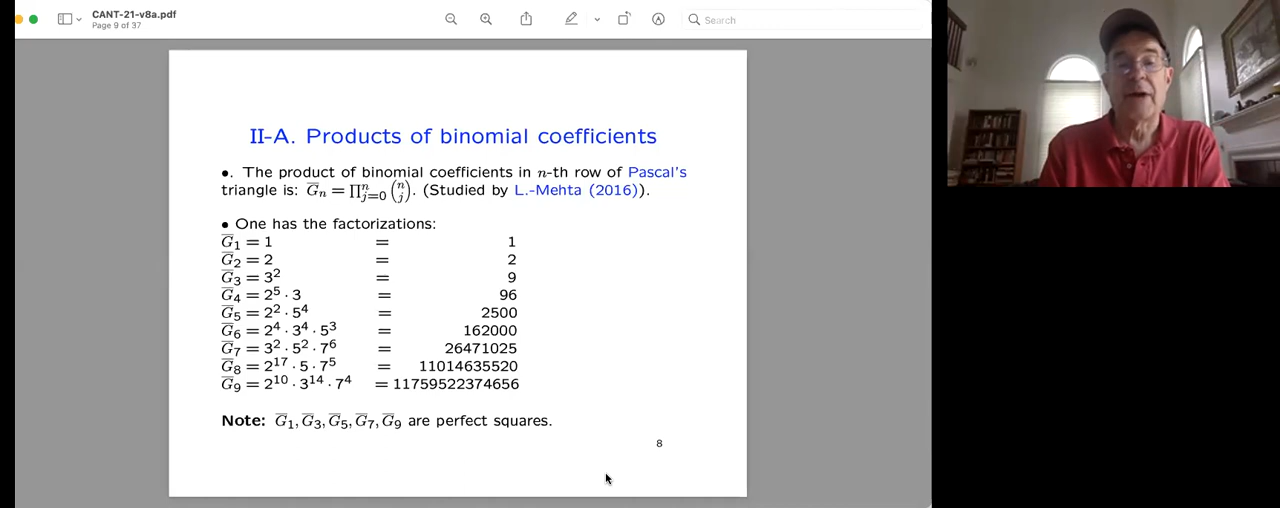 CANT-21-v8a.pdf
Page 9 of 37
Search
II-A. Products of binomial coefficients
•. The product of binomial coefficients in n-th row of Pascal's
triangle is: G̅ₙ = ∏ⁿⱼ₌₀ (ⁿⱼ). (Studied by L.-Mehta (2016)).
• One has the factorizations:
G̅₁ = 1 = 1
G̅₂ = 2 = 2
G̅₃ = 3² = 9
G̅₄ = 2⁵ · 3 = 96
G̅₅ = 2² · 5⁴ = 2500
G̅₆ = 2⁴ · 3⁴ · 5³ = 162000
G̅₇ = 3² · 5² · 7⁶ = 26471025
G̅₈ = 2¹⁷ · 5 · 7⁵ = 11014635520
G̅₉ = 2¹⁰ · 3¹⁴ · 7⁴ = 11759522374656
Note: G̅₁, G̅₃, G̅₅, G̅₇, G̅₉ are perfect squares.
8